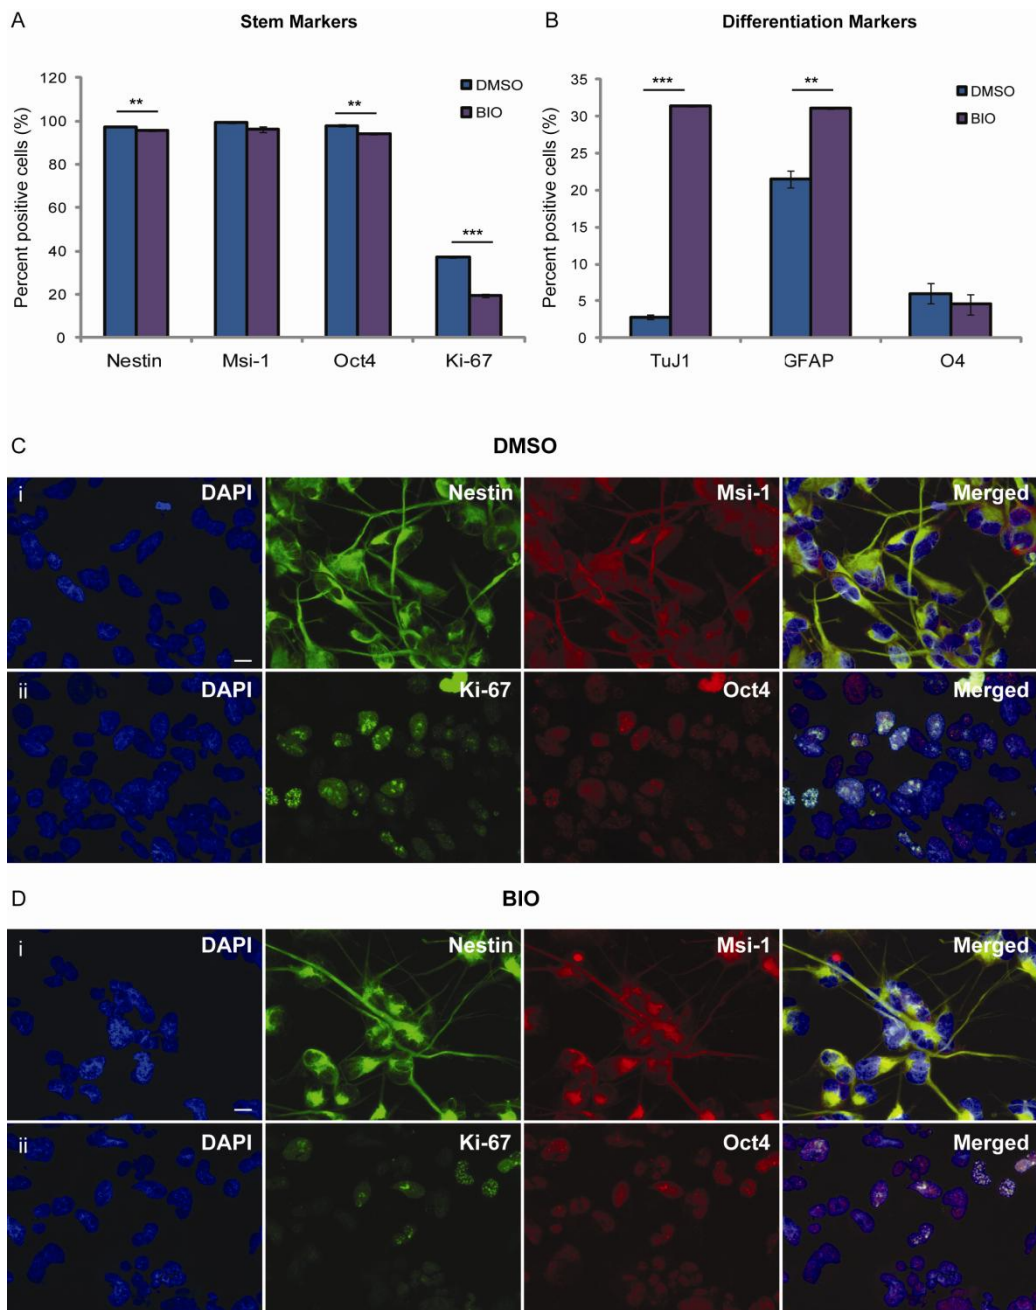 A Stem Markers
B Differentiation Markers
Percent positive cells (%)
120
100
80
60
40
20
0
** ** ***
DMSO
BIO
Nestin Msi-1 Oct4 Ki-67
Percent positive cells (%)
35
30
25
20
15
10
5
0
*** **
DMSO
BIO
TuJ1 GFAP O4
C DMSO
i DAPI Nestin Msi-1 Merged
ii DAPI Ki-67 Oct4 Merged
D BIO
i DAPI Nestin Msi-1 Merged
ii DAPI Ki-67 Oct4 Merged